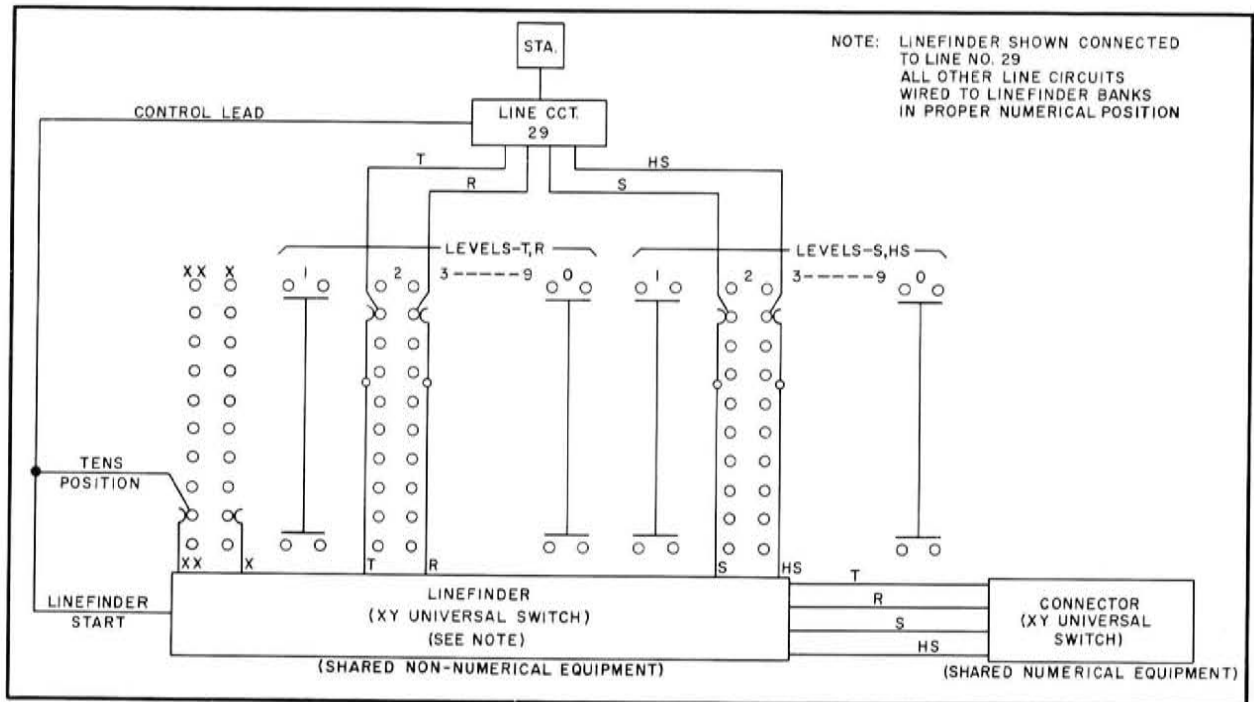 STA.
NOTE: LINEFINDER SHOWN CONNECTED
TO LINE NO. 29
ALL OTHER LINE CIRCUITS
WIRED TO LINEFINDER BANKS
IN PROPER NUMERICAL POSITION
CONTROL LEAD
LINE CCT.
29
T
HS
R
S
LEVELS-T,R
LEVELS-S,HS
XX X
1 2 3-----9 0
1 2 3-----9 0
TENS
POSITION
XX X T R S HS
LINEFINDER
START
LINEFINDER
(XY UNIVERSAL SWITCH)
(SEE NOTE)
(SHARED NON-NUMERICAL EQUIPMENT)
T
R
S
HS
CONNECTOR
(XY UNIVERSAL
SWITCH)
(SHARED NUMERICAL EQUIPMENT)